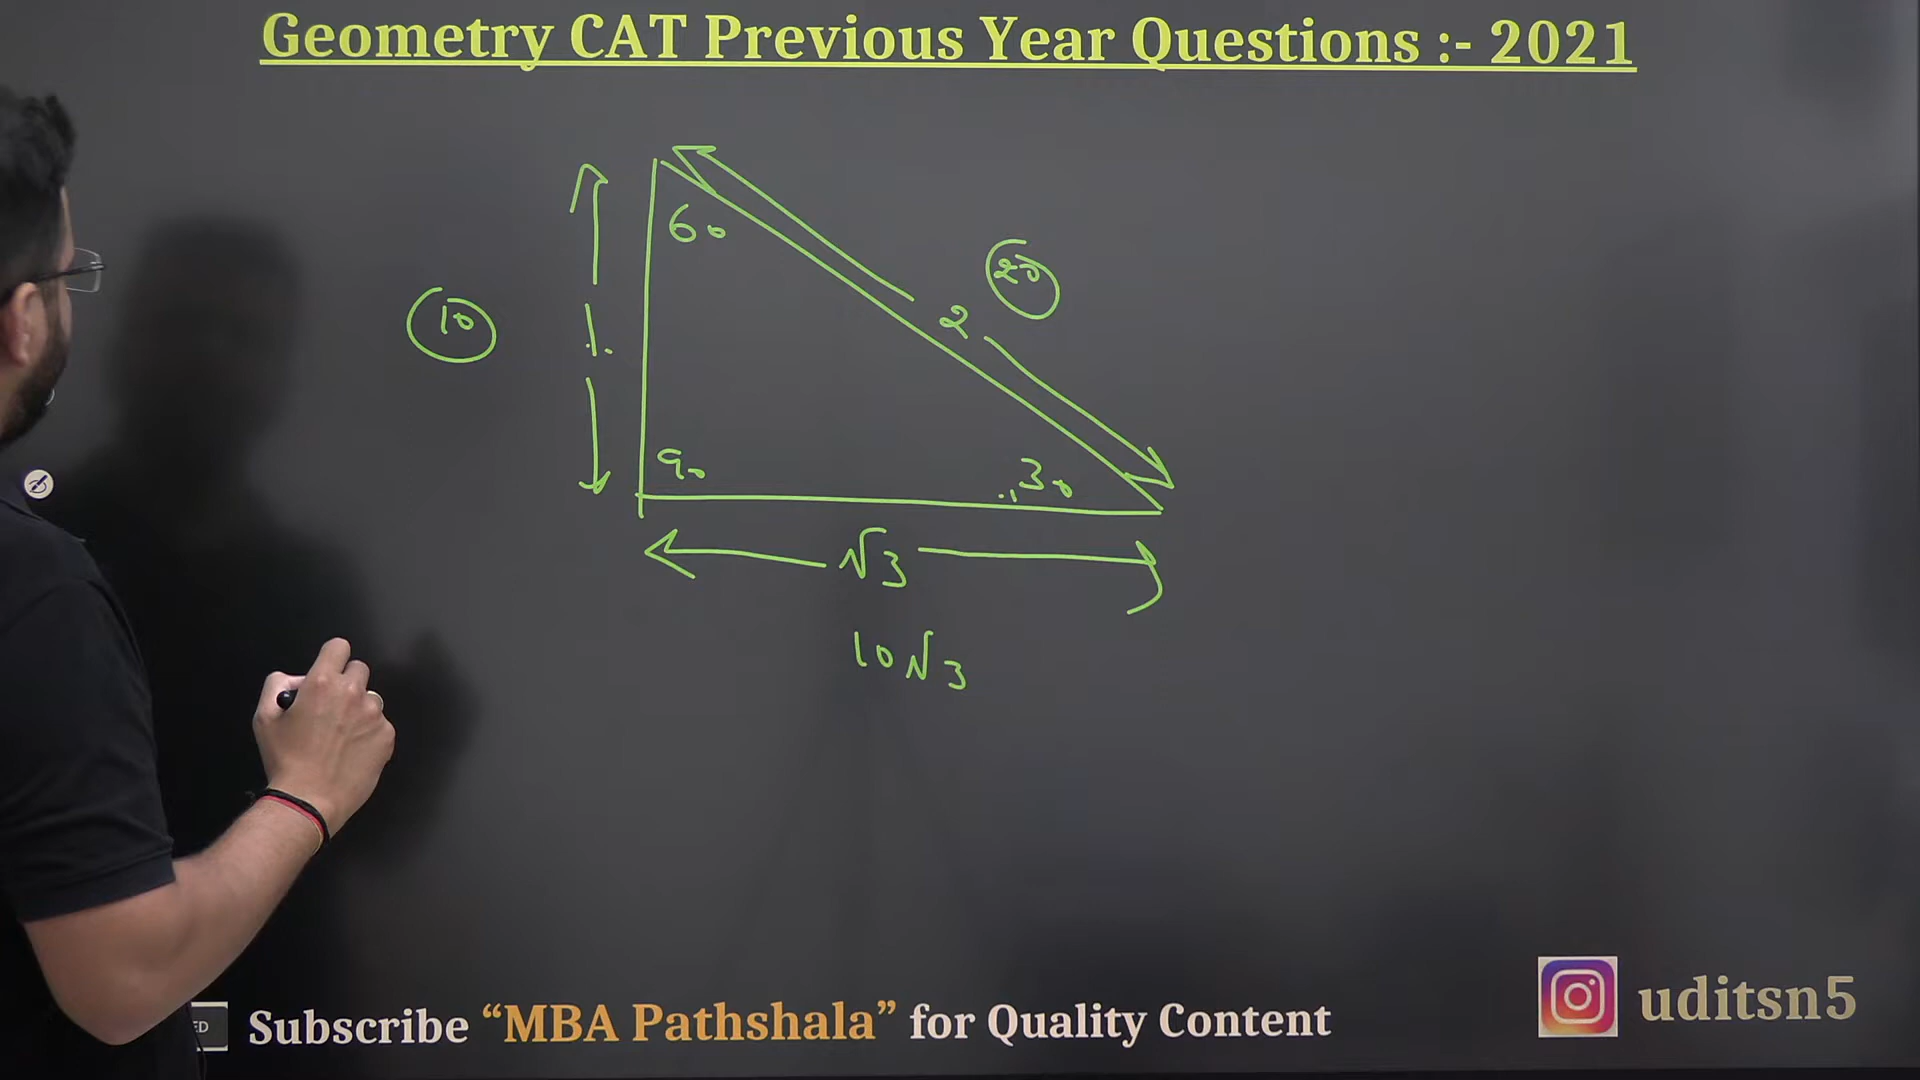 Geometry CAT Previous Year Questions :- 2021
60
20
2
10
1
90
30
√3
10√3
ED
Subscribe “MBA Pathshala” for Quality Content
uditsn5